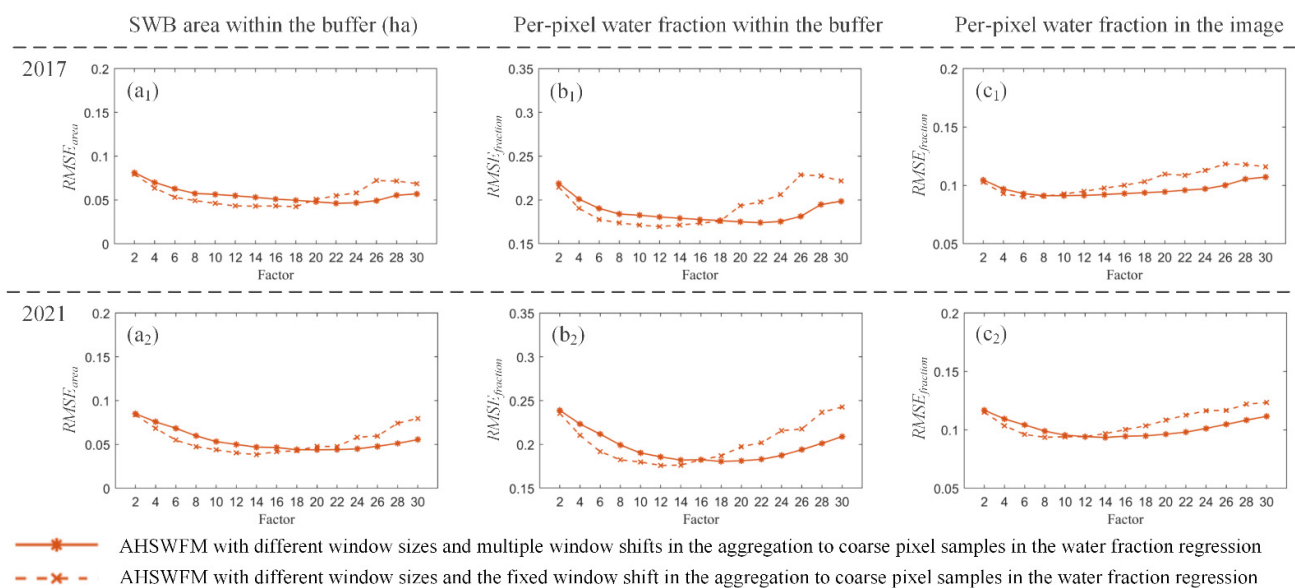 SWB area within the buffer (ha) Per-pixel water fraction within the buffer Per-pixel water fraction in the image
2017
(a1)
RMSEarea
0.2
0.15
0.1
0.05
0
2 4 6 8 10 12 14 16 18 20 22 24 26 28 30
Factor
(b1)
RMSEfraction
0.35
0.3
0.25
0.2
0.15
2 4 6 8 10 12 14 16 18 20 22 24 26 28 30
Factor
(c1)
RMSEfraction
0.2
0.15
0.1
0.05
2 4 6 8 10 12 14 16 18 20 22 24 26 28 30
Factor
2021
(a2)
RMSEarea
0.2
0.15
0.1
0.05
0
2 4 6 8 10 12 14 16 18 20 22 24 26 28 30
Factor
(b2)
RMSEfraction
0.35
0.3
0.25
0.2
0.15
2 4 6 8 10 12 14 16 18 20 22 24 26 28 30
Factor
(c2)
RMSEfraction
0.2
0.15
0.1
0.05
2 4 6 8 10 12 14 16 18 20 22 24 26 28 30
Factor
AHSWFM with different window sizes and multiple window shifts in the aggregation to coarse pixel samples in the water fraction regression
AHSWFM with different window sizes and the fixed window shift in the aggregation to coarse pixel samples in the water fraction regression